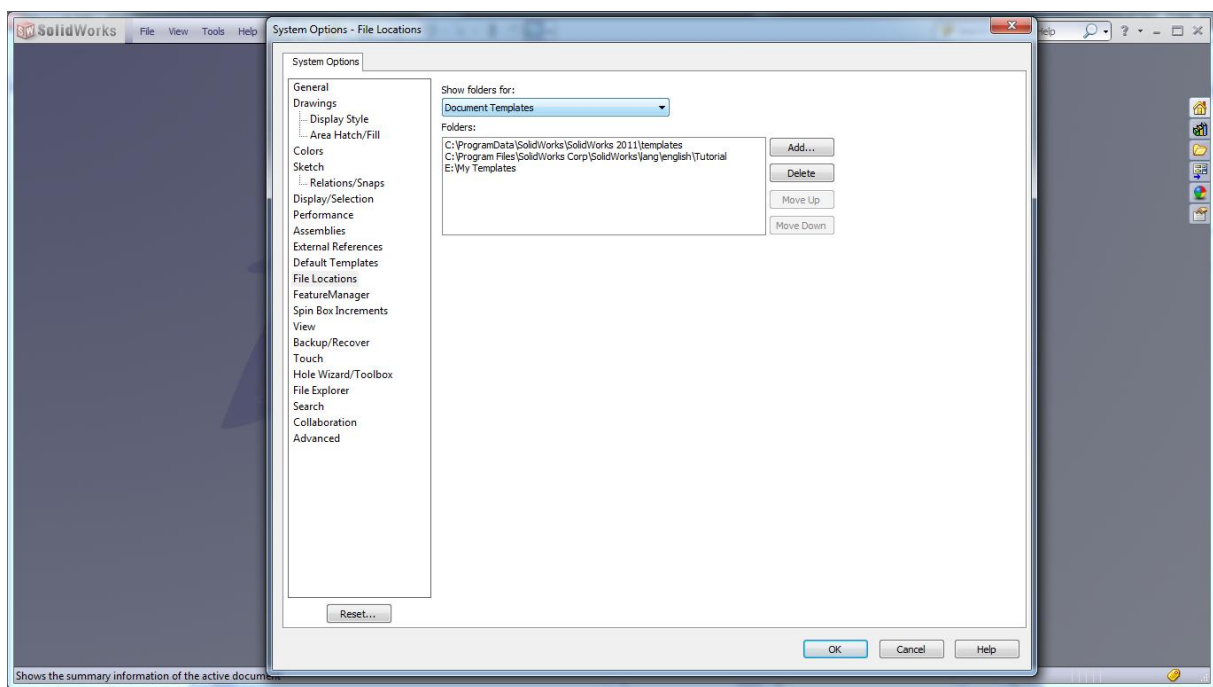 SolidWorks File View Tools Help
System Options - File Locations
Help
System Options
General
Drawings
Display Style
Area Hatch/Fill
Colors
Sketch
Relations/Snaps
Display/Selection
Performance
Assemblies
External References
Default Templates
File Locations
FeatureManager
Spin Box Increments
View
Backup/Recover
Touch
Hole Wizard/Toolbox
File Explorer
Search
Collaboration
Advanced
Reset...
Show folders for:
Document Templates
Folders:
C:\ProgramData\SolidWorks\SolidWorks 2011\templates
C:\Program Files\SolidWorks Corp\SolidWorks\lang\english\Tutorial
E:\My Templates
Add...
Delete
Move Up
Move Down
OK Cancel Help
Shows the summary information of the active document